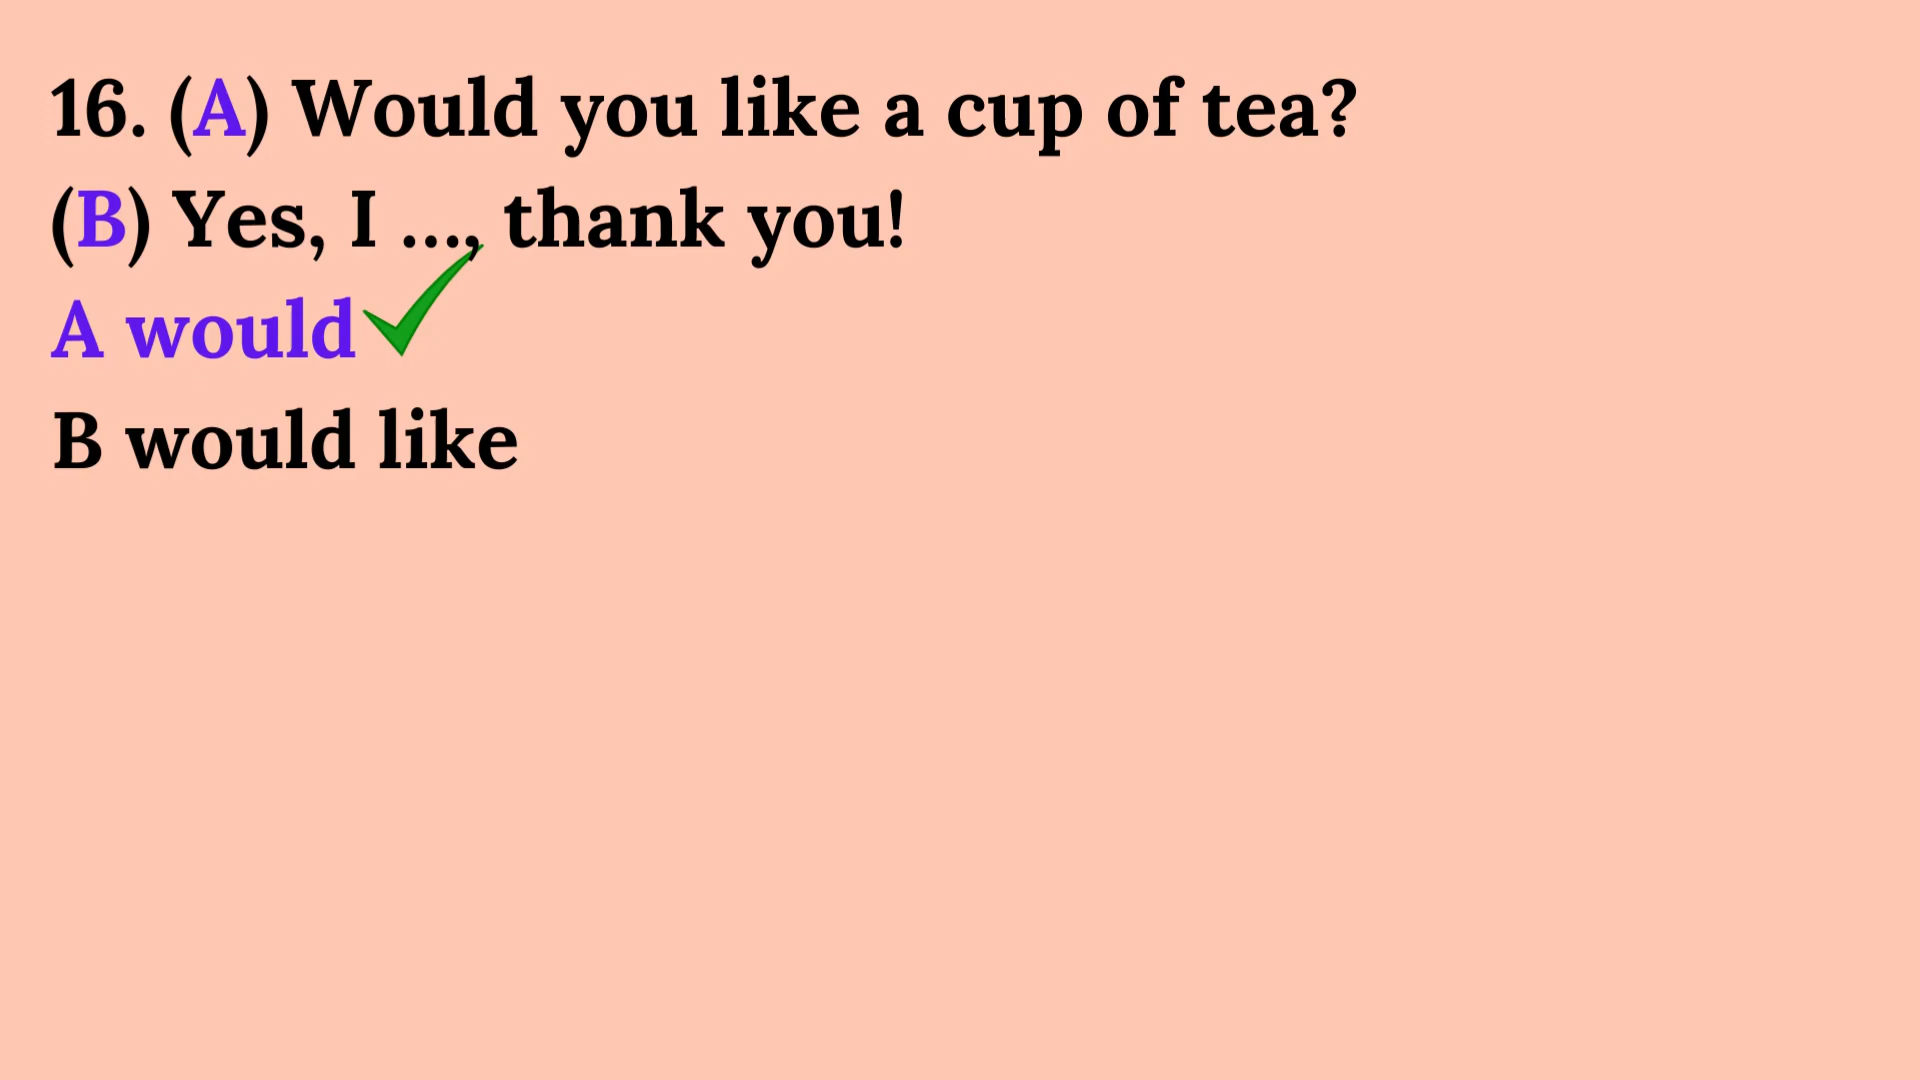 16. (A) Would you like a cup of tea?
(B) Yes, I ..., thank you!
A would
B would like